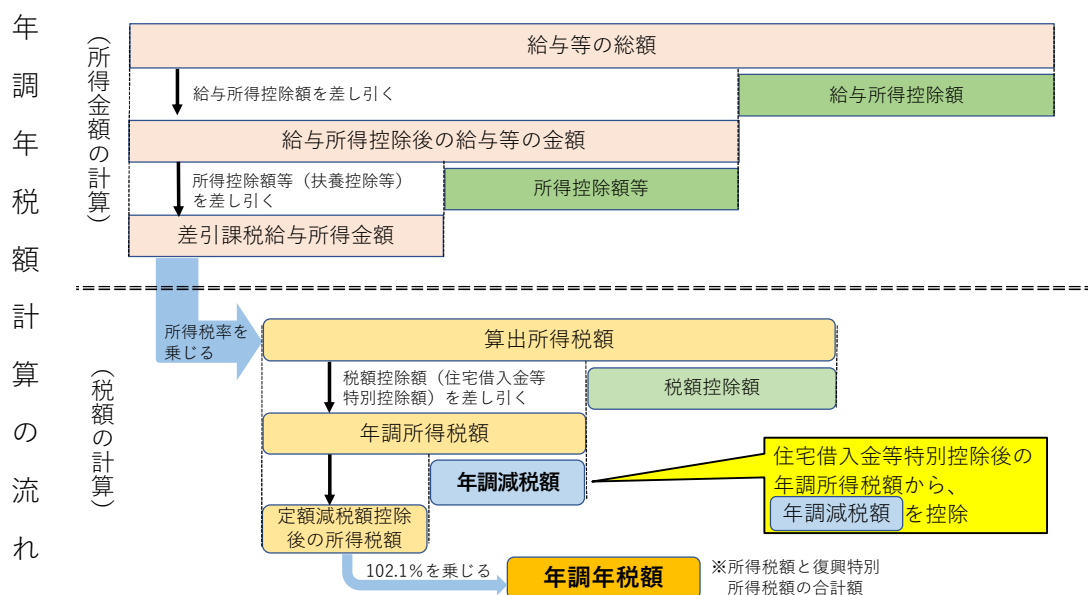 年調年税額計算の流れ
（所得金額の計算）
給与等の総額
給与所得控除額を差し引く
給与所得控除額
給与所得控除後の給与等の金額
所得控除額等（扶養控除等）
を差し引く
所得控除額等
差引課税給与所得金額
（税額の計算）
所得税率を
乗じる
算出所得税額
税額控除額（住宅借入金等
特別控除額）を差し引く
税額控除額
年調所得税額
年調減税額
住宅借入金等特別控除後の
年調所得税額から、
年調減税額 を控除
定額減税額控除
後の所得税額
102.1％を乗じる
年調年税額
※所得税額と復興特別
所得税額の合計額